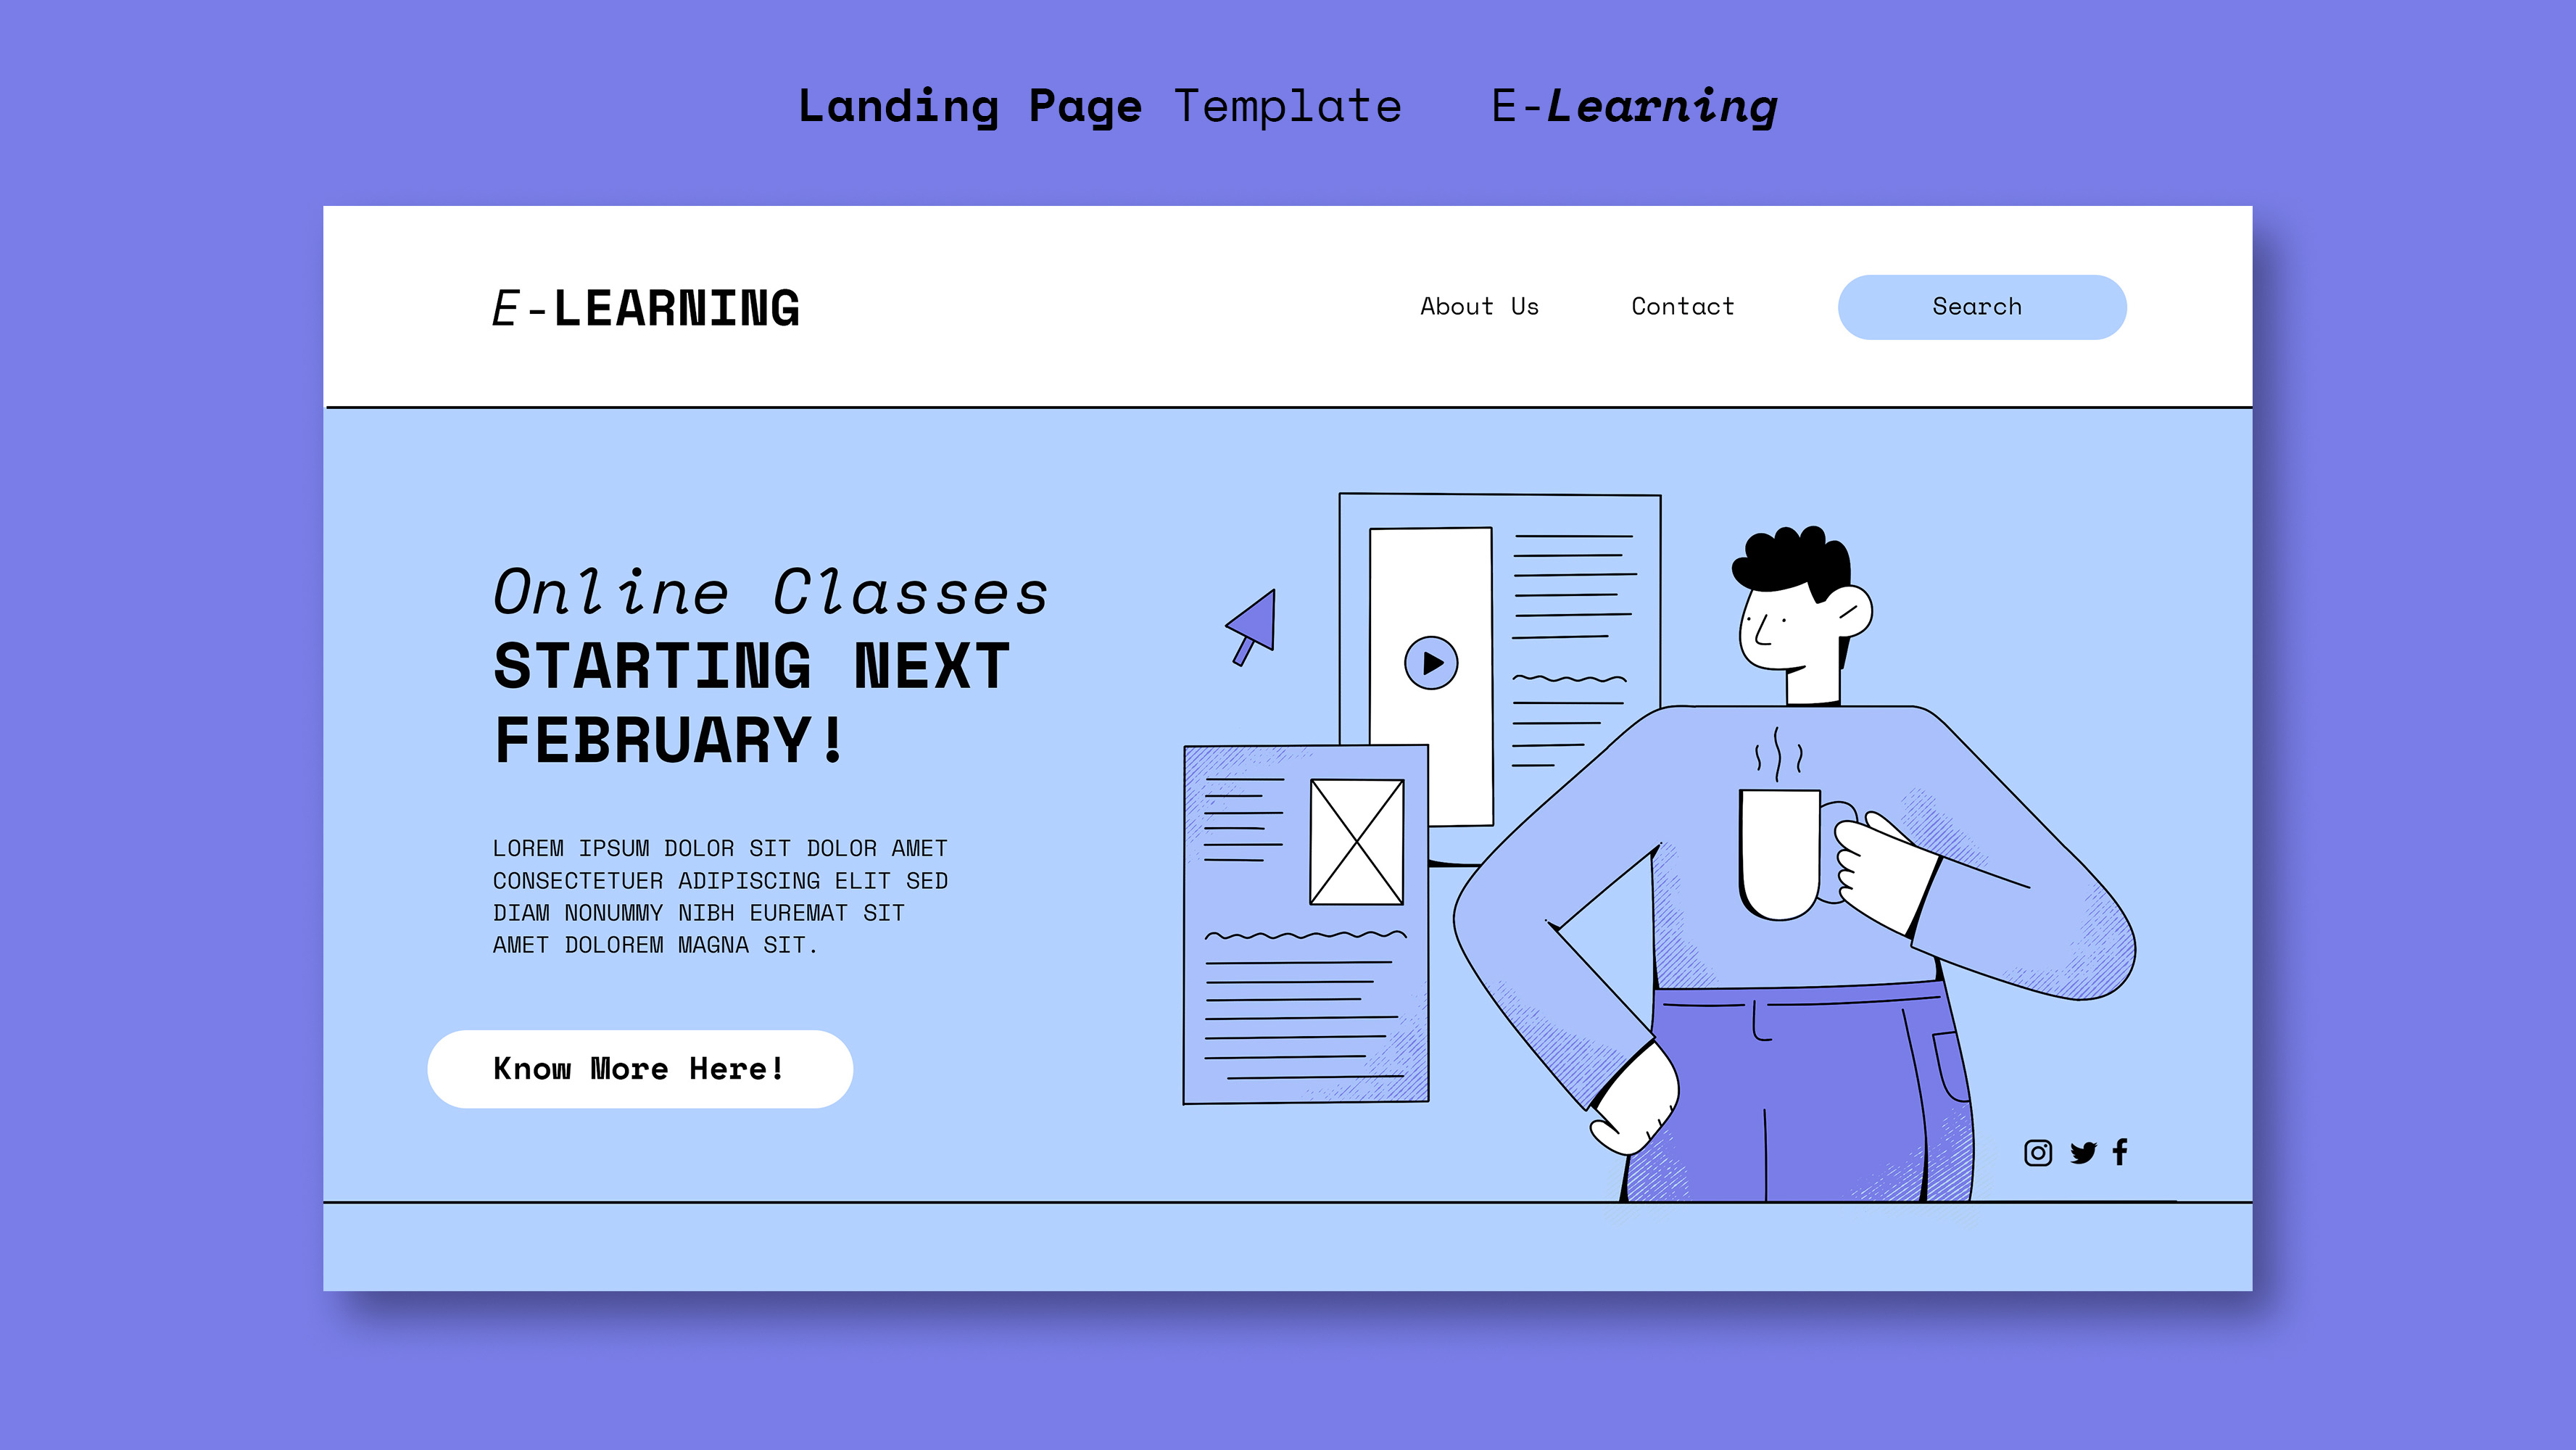 Landing Page Template E-Learning
E-LEARNING
About Us
Contact
Search
Online Classes
STARTING NEXT
FEBRUARY!
LOREM IPSUM DOLOR SIT DOLOR AMET
CONSECTETUER ADIPISCING ELIT SED
DIAM NONUMMY NIBH EUREMAT SIT
AMET DOLOREM MAGNA SIT.
Know More Here!